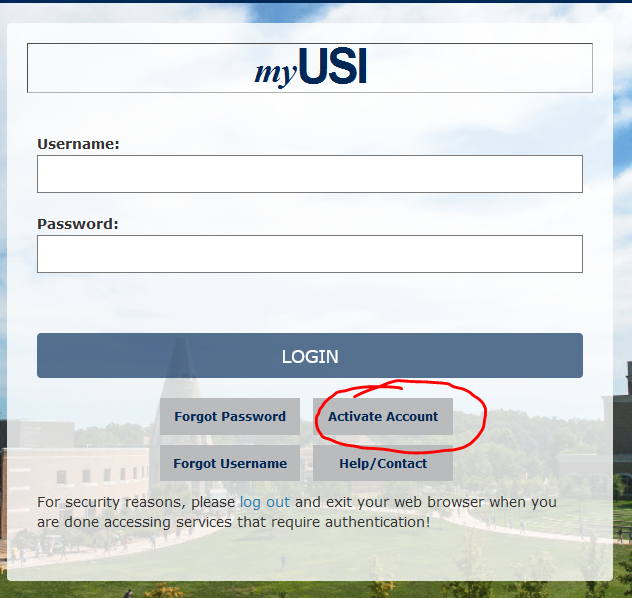 myUSI
Username:
Password:
LOGIN
Forgot Password
Activate Account
Forgot Username
Help/Contact
For security reasons, please log out and exit your web browser when you
are done accessing services that require authentication!